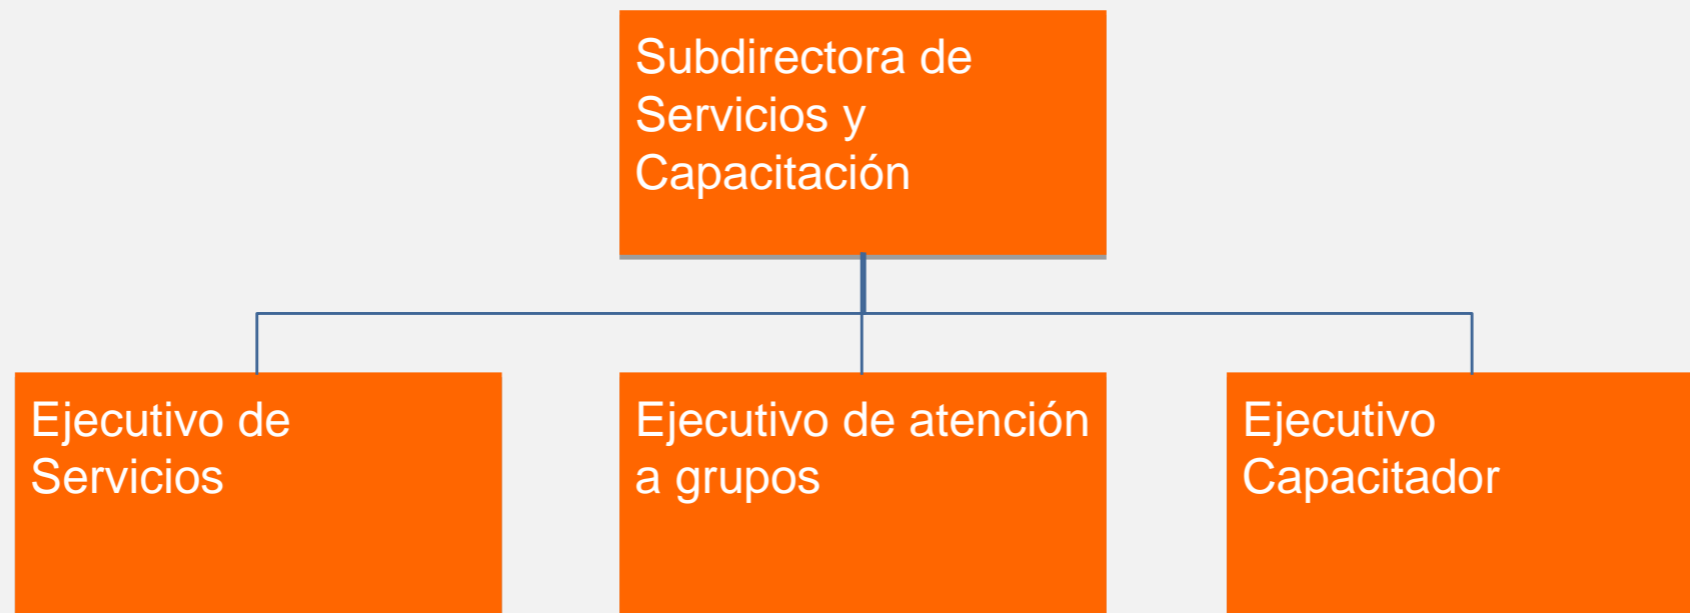 Subdirectora de
Servicios y
Capacitación
Ejecutivo de
Servicios
Ejecutivo de atención
a grupos
Ejecutivo
Capacitador